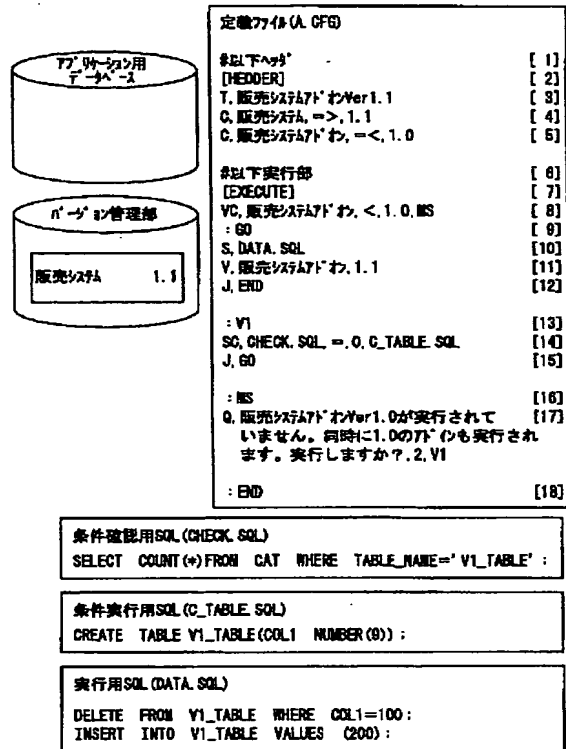 アプリケーション用
データベース
バージョン管理部
販売システム 1.1
定義ファイル(A.CFG)
#以下ヘッダ [ 1]
[HEDDER] [ 2]
T,販売システムアドオンVer1.1 [ 3]
C,販売システム,=>,1.1 [ 4]
C,販売システムアドオン,=<,1.0 [ 5]
#以下実行部 [ 6]
[EXECUTE] [ 7]
VC,販売システムアドオン,<,1.0,MS [ 8]
:GO [ 9]
S,DATA.SQL [10]
V,販売システムアドオン,1.1 [11]
J,END [12]
:V1 [13]
SC,CHECK.SQL,=,0,C_TABLE.SQL [14]
J,GO [15]
:MS [16]
Q,販売システムアドオンVer1.0が実行されて [17]
いません。同時に1.0のアドインも実行され
ます。実行しますか?,2,V1
:END [18]
条件確認用SQL(CHECK.SQL)
SELECT COUNT(*)FROM CAT WHERE TABLE_NAME='V1_TABLE';
条件実行用SQL(C_TABLE.SQL)
CREATE TABLE V1_TABLE(COL1 NUMBER(9));
実行用SQL(DATA.SQL)
DELETE FROM V1_TABLE WHERE COL1=100;
INSERT INTO V1_TABLE VALUES (200);